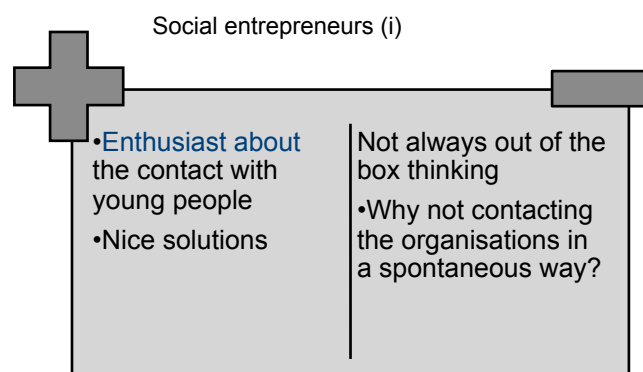 Social entrepreneurs (i)
•Enthusiast about
the contact with
young people
•Nice solutions
Not always out of the
box thinking
•Why not contacting
the organisations in
a spontaneous way?